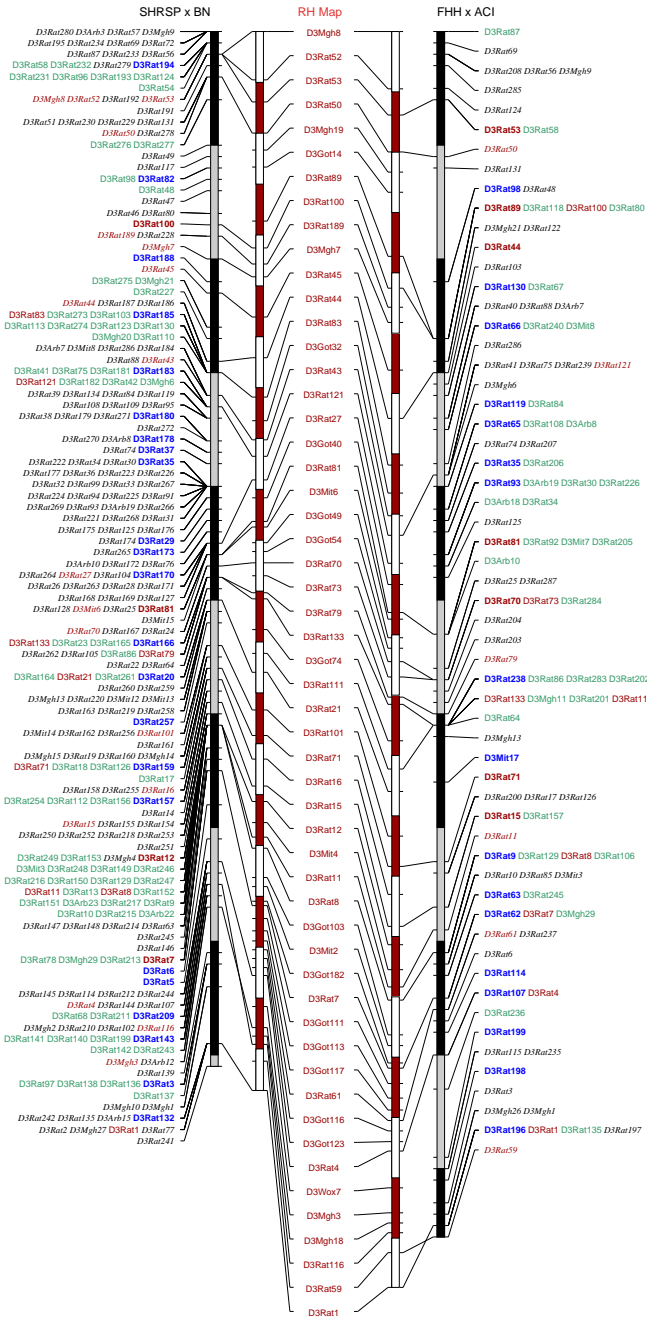 SHRSP x BN
RH Map
FHH x ACI
D3Rat280 D3Arb3 D3Rat57 D3Mgh9
D3Rat195 D3Rat234 D3Rat69 D3Rat72
D3Rat87 D3Rat233 D3Rat56
D3Rat58 D3Rat232 D3Rat279 D3Rat194
D3Rat231 D3Rat96 D3Rat193 D3Rat124
D3Rat54
D3Mgh8 D3Rat52 D3Rat192 D3Rat53
D3Rat191
D3Rat51 D3Rat230 D3Rat229 D3Rat131
D3Rat50 D3Rat278
D3Rat276 D3Rat277
D3Rat49
D3Rat117
D3Rat98 D3Rat82
D3Rat48
D3Rat47
D3Rat46 D3Rat80
D3Rat100
D3Rat189 D3Rat228
D3Mgh7
D3Rat188
D3Rat45
D3Rat275 D3Mgh21
D3Rat227
D3Rat44 D3Rat187 D3Rat186
D3Rat83 D3Rat273 D3Rat103 D3Rat185
D3Rat113 D3Rat274 D3Rat123 D3Rat130
D3Mgh20 D3Rat110
D3Arb7 D3Mit8 D3Rat286 D3Rat184
D3Rat88 D3Rat43
D3Rat41 D3Rat75 D3Rat181 D3Rat183
D3Rat121 D3Rat182 D3Rat42 D3Mgh6
D3Rat39 D3Rat134 D3Rat84 D3Rat119
D3Rat108 D3Rat109 D3Rat95
D3Rat38 D3Rat179 D3Rat271 D3Rat180
D3Rat272
D3Rat270 D3Arb8 D3Rat178
D3Rat74 D3Rat37
D3Rat222 D3Rat34 D3Rat30 D3Rat35
D3Rat177 D3Rat36 D3Rat223 D3Rat226
D3Rat32 D3Rat99 D3Rat33 D3Rat267
D3Rat224 D3Rat94 D3Rat225 D3Rat91
D3Rat269 D3Rat93 D3Arb19 D3Rat266
D3Rat221 D3Rat268 D3Rat31
D3Rat175 D3Rat125 D3Rat176
D3Rat174 D3Rat29
D3Rat265 D3Rat173
D3Arb10 D3Rat172 D3Rat76
D3Rat264 D3Rat27 D3Rat104 D3Rat170
D3Rat26 D3Rat263 D3Rat28 D3Rat171
D3Rat168 D3Rat169 D3Rat127
D3Rat128 D3Mit6 D3Rat25 D3Rat81
D3Mit15
D3Rat70 D3Rat167 D3Rat24
D3Rat133 D3Rat23 D3Rat165 D3Rat166
D3Rat262 D3Rat105 D3Rat86 D3Rat79
D3Rat22 D3Rat64
D3Rat164 D3Rat21 D3Rat261 D3Rat20
D3Rat260 D3Rat259
D3Mgh13 D3Rat220 D3Mit12 D3Mit13
D3Rat163 D3Rat219 D3Rat258
D3Rat257
D3Mit14 D3Rat162 D3Rat256 D3Rat101
D3Rat161
D3Mgh15 D3Rat19 D3Rat160 D3Mgh14
D3Rat71 D3Rat18 D3Rat126 D3Rat159
D3Rat17
D3Rat158 D3Rat255 D3Rat16
D3Rat254 D3Rat112 D3Rat156 D3Rat157
D3Rat14
D3Rat15 D3Rat155 D3Rat154
D3Rat250 D3Rat252 D3Rat218 D3Rat253
D3Rat251
D3Rat249 D3Rat153 D3Mgh4 D3Rat12
D3Mit3 D3Rat248 D3Rat149 D3Rat246
D3Rat216 D3Rat150 D3Rat129 D3Rat247
D3Rat11 D3Rat13 D3Rat8 D3Rat152
D3Rat151 D3Arb23 D3Rat217 D3Rat9
D3Rat10 D3Rat215 D3Arb22
D3Rat147 D3Rat148 D3Rat214 D3Rat63
D3Rat245
D3Rat146
D3Rat78 D3Mgh29 D3Rat213 D3Rat7
D3Rat6
D3Rat5
D3Rat145 D3Rat114 D3Rat212 D3Rat244
D3Rat4 D3Rat144 D3Rat107
D3Rat68 D3Rat211 D3Rat209
D3Mgh2 D3Rat210 D3Rat102 D3Rat116
D3Rat141 D3Rat140 D3Rat199 D3Rat143
D3Rat142 D3Rat243
D3Mgh3 D3Arb12
D3Rat139
D3Rat97 D3Rat138 D3Rat136 D3Rat3
D3Rat137
D3Mgh10 D3Mgh1
D3Rat242 D3Rat135 D3Arb15 D3Rat132
D3Rat2 D3Mgh27 D3Rat1 D3Rat77
D3Rat241
D3Mgh8
D3Rat52
D3Rat53
D3Rat50
D3Mgh19
D3Got14
D3Rat89
D3Rat100
D3Rat189
D3Mgh7
D3Rat45
D3Rat44
D3Rat83
D3Got32
D3Rat43
D3Rat121
D3Rat27
D3Got40
D3Rat81
D3Mit6
D3Got49
D3Got54
D3Rat70
D3Rat73
D3Rat79
D3Rat133
D3Got74
D3Rat111
D3Rat21
D3Rat101
D3Rat71
D3Rat16
D3Rat15
D3Rat12
D3Mit4
D3Rat11
D3Rat8
D3Got103
D3Mit2
D3Got182
D3Rat7
D3Got111
D3Got113
D3Got117
D3Rat61
D3Got116
D3Got123
D3Rat4
D3Wox7
D3Mgh3
D3Mgh18
D3Rat116
D3Rat59
D3Rat1
D3Rat87
D3Rat69
D3Rat208 D3Rat56 D3Mgh9
D3Rat285
D3Rat124
D3Rat53 D3Rat58
D3Rat50
D3Rat131
D3Rat98 D3Rat48
D3Rat89 D3Rat118 D3Rat100 D3Rat80
D3Mgh21 D3Rat122
D3Rat44
D3Rat103
D3Rat130 D3Rat67
D3Rat40 D3Rat88 D3Arb7
D3Rat66 D3Rat240 D3Mit8
D3Rat286
D3Rat41 D3Rat75 D3Rat239 D3Rat121
D3Mgh6
D3Rat119 D3Rat84
D3Rat65 D3Rat108 D3Arb8
D3Rat74 D3Rat207
D3Rat35 D3Rat206
D3Rat93 D3Arb19 D3Rat30 D3Rat226
D3Arb18 D3Rat34
D3Rat125
D3Rat81 D3Rat92 D3Mit7 D3Rat205
D3Arb10
D3Rat25 D3Rat287
D3Rat70 D3Rat73 D3Rat284
D3Rat204
D3Rat203
D3Rat79
D3Rat238 D3Rat86 D3Rat283 D3Rat202
D3Rat133 D3Mgh11 D3Rat201 D3Rat11
D3Rat64
D3Mgh13
D3Mit17
D3Rat71
D3Rat200 D3Rat17 D3Rat126
D3Rat15 D3Rat157
D3Rat11
D3Rat9 D3Rat129 D3Rat8 D3Rat106
D3Rat10 D3Rat85 D3Mit3
D3Rat63 D3Rat245
D3Rat62 D3Rat7 D3Mgh29
D3Rat61 D3Rat237
D3Rat6
D3Rat114
D3Rat107 D3Rat4
D3Rat236
D3Rat199
D3Rat115 D3Rat235
D3Rat198
D3Rat3
D3Mgh26 D3Mgh1
D3Rat196 D3Rat1 D3Rat135 D3Rat197
D3Rat59